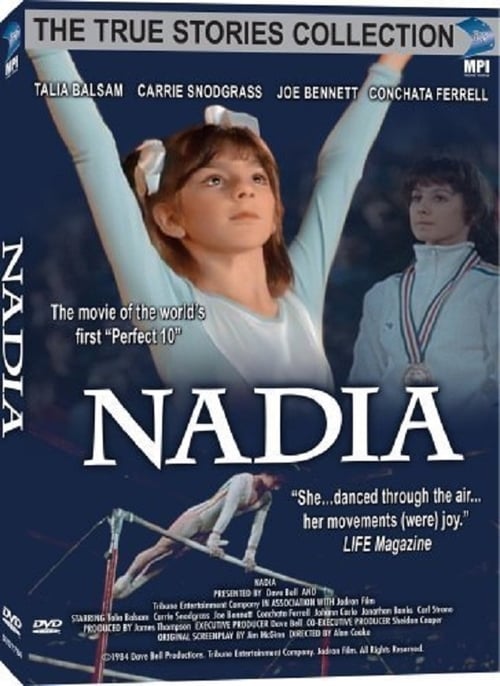 THE TRUE STORIES COLLECTION
MPI
MPI
TALIA BALSAM CARRIE SNODGRASS JOE BENNETT CONCHATA FERRELL
NADIA
The movie of the world's
first "Perfect 10"
NADIA
"She...danced through the air...
her movements (were) joy."
LIFE Magazine
NADIA
PRESENTED BY Dave Bell AND
Tribune Entertainment Company IN ASSOCIATION WITH Jadran Film
STARRING Talia Balsam Carrie Snodgrass Joe Bennett Conchata Ferrell Johann Carlo Jonathan Banks Carl Strano
PRODUCED BY James Thompson EXECUTIVE PRODUCER Dave Bell CO-EXECUTIVE PRODUCER Sheldon Cooper
ORIGINAL SCREENPLAY BY Jim McGinn DIRECTED BY Alan Cooke
©1984 Dave Bell Productions. Tribune Entertainment Company. Jadran Film. All Rights Reserved.
DVD
DVD